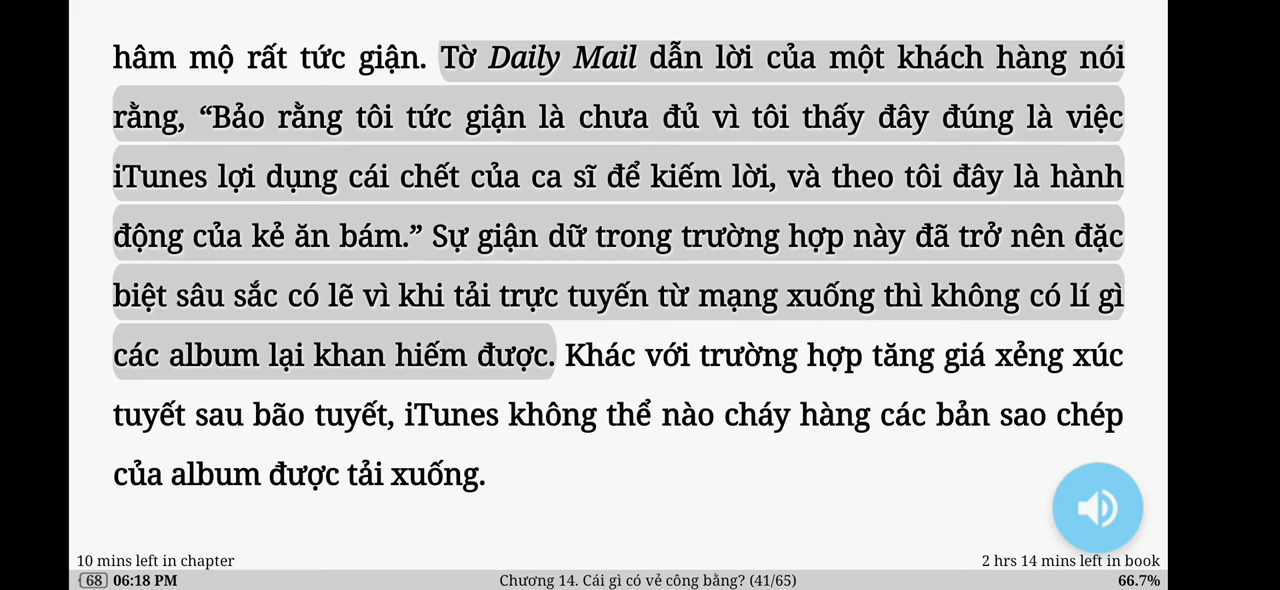 hâm mộ rất tức giận. Tờ Daily Mail dẫn lời của một khách hàng nói
rằng, “Bảo rằng tôi tức giận là chưa đủ vì tôi thấy đây đúng là việc
iTunes lợi dụng cái chết của ca sĩ để kiếm lời, và theo tôi đây là hành
động của kẻ ăn bám.” Sự giận dữ trong trường hợp này đã trở nên đặc
biệt sâu sắc có lẽ vì khi tải trực tuyến từ mạng xuống thì không có lí gì
các album lại khan hiếm được. Khác với trường hợp tăng giá xẻng xúc
tuyết sau bão tuyết, iTunes không thể nào cháy hàng các bản sao chép
của album được tải xuống.
10 mins left in chapter
2 hrs 14 mins left in book
68 06:18 PM
Chương 14. Cái gì có vẻ công bằng? (41/65)
66.7%